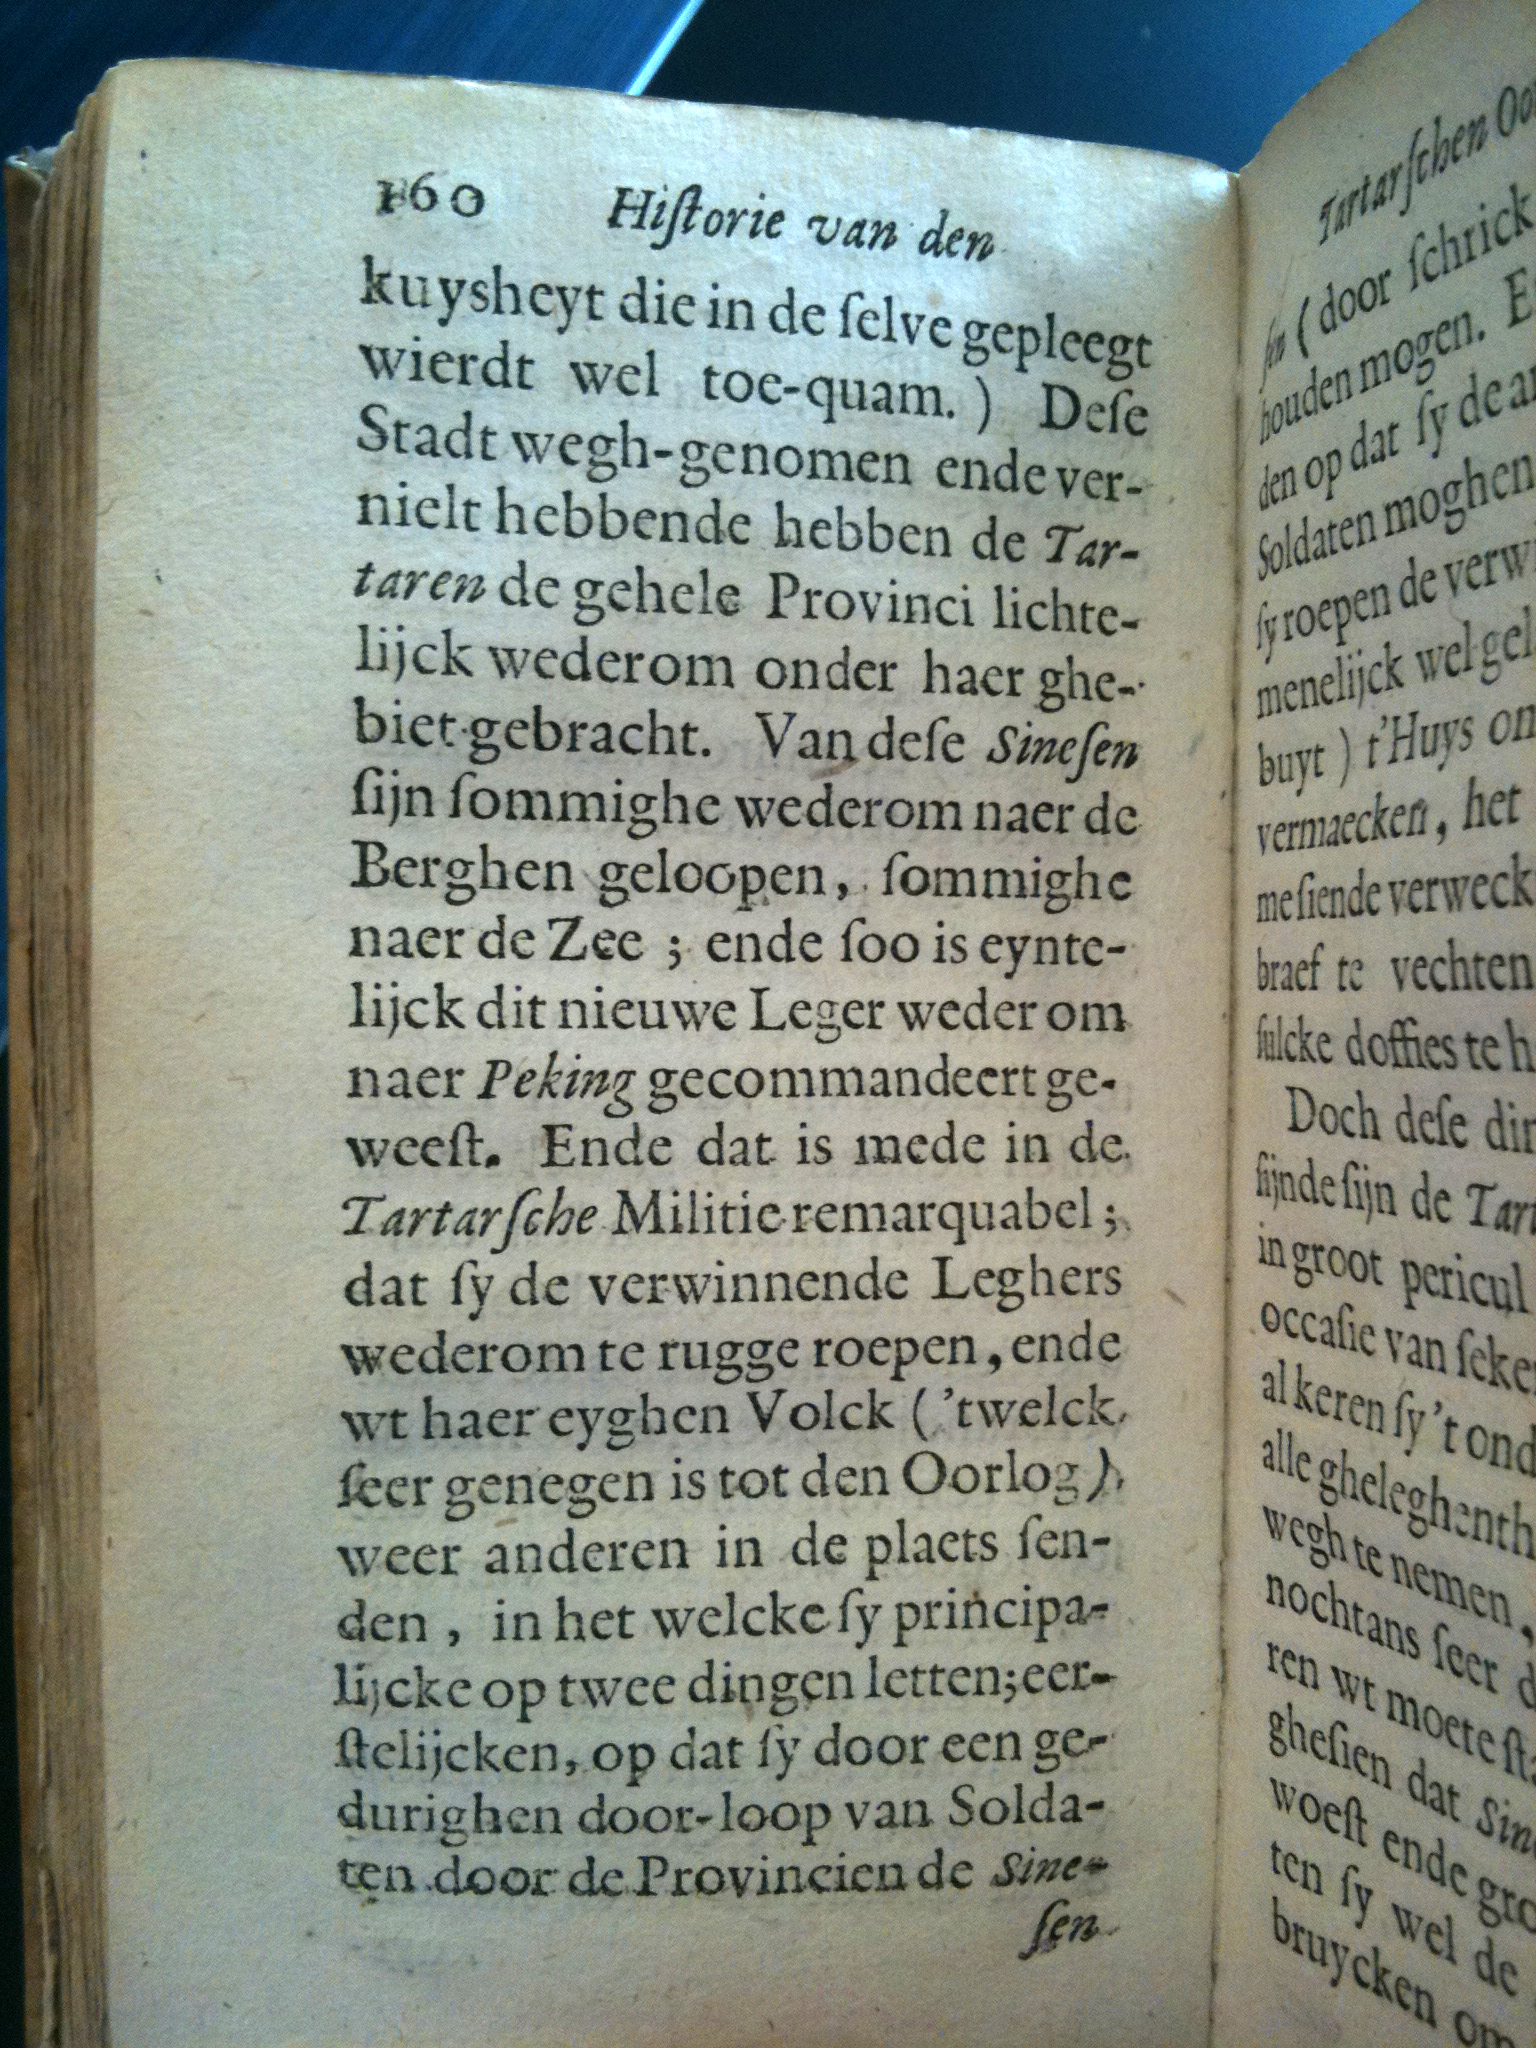 160 Hiſtorie van den
kuysheyt die in de ſelve gepleegt
wierdt wel toe-quam. ) Deſe
Stadt wegh-genomen ende ver-
nielt hebbende hebben de Tar-
taren de gehele Provinci lichte-
lijck wederom onder haer ghe-
biet gebracht. Van deſe Sineſen
ſijn ſommighe wederom naer de
Berghen geloopen, ſommighe
naer de Zee ; ende ſoo is eynte-
lijck dit nieuwe Leger wederom
naer Peking gecommandeert ge-
weeſt. Ende dat is mede in de
Tartarſche Militie remarquabel ;
dat ſy de verwinnende Leghers
wederom te rugge roepen, ende
wt haer eyghen Volck ( 'twelck
ſeer genegen is tot den Oorlog )
weer anderen in de plaets ſen-
den , in het welcke ſy principa-
lijcke op twee dingen letten; eer-
ſtelijcken, op dat ſy door een ge-
durighen door-loop van Solda-
ten door de Provincien de Sine-
ſen
Tartarſchen
ſen ( door ſchrick
houden mogen.
den op dat ſy de
Soldaten moghen
ſy roepen de
menelijck wel
buyt ) t'Huys
vermaecken, het
me ſiende
braef te vechten
ſulcke doffies te
Doch deſe
ſijnde ſijn de
in groot pericul
occaſie van
al keren ſy 't
alle
wegh te nemen,
nochtans ſeer
ren wt moete
gheſien dat
woeſt ende
ten ſy wel de
bruycken